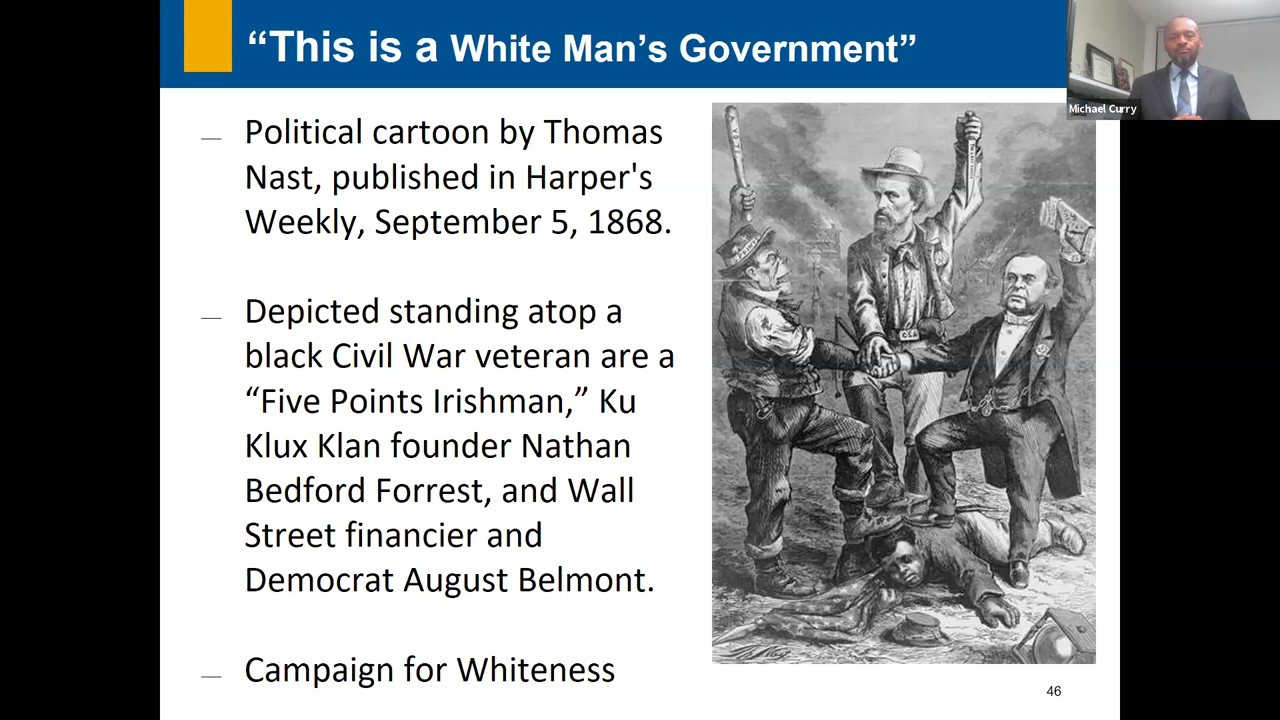 “This is a White Man’s Government”
Michael Curry
— Political cartoon by Thomas
Nast, published in Harper's
Weekly, September 5, 1868.
— Depicted standing atop a
black Civil War veteran are a
“Five Points Irishman,” Ku
Klux Klan founder Nathan
Bedford Forrest, and Wall
Street financier and
Democrat August Belmont.
— Campaign for Whiteness
CSA
46